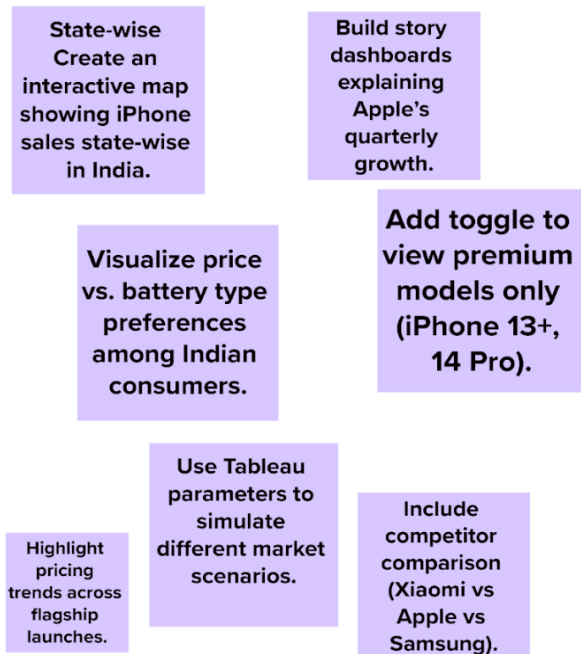 State-wise
Create an
interactive map
showing iPhone
sales state-wise
in India.
Build story
dashboards
explaining
Apple’s
quarterly
growth.
Visualize price
vs. battery type
preferences
among Indian
consumers.
Add toggle to
view premium
models only
(iPhone 13+,
14 Pro).
Highlight
pricing
trends across
flagship
launches.
Use Tableau
parameters to
simulate
different market
scenarios.
Include
competitor
comparison
(Xiaomi vs
Apple vs
Samsung).